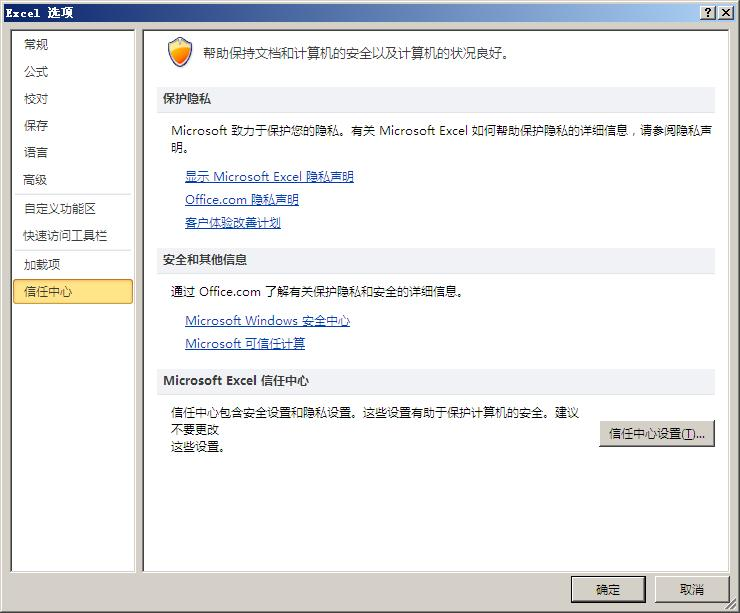 Excel 选项
常规
公式
校对
保存
语言
高级
自定义功能区
快速访问工具栏
加载项
信任中心
帮助保持文档和计算机的安全以及计算机的状况良好。
保护隐私
Microsoft 致力于保护您的隐私。有关 Microsoft Excel 如何帮助保护隐私的详细信息，请参阅隐私声
明。
显示 Microsoft Excel 隐私声明
Office.com 隐私声明
客户体验改善计划
安全和其他信息
通过 Office.com 了解有关保护隐私和安全的详细信息。
Microsoft Windows 安全中心
Microsoft 可信任计算
Microsoft Excel 信任中心
信任中心包含安全设置和隐私设置。这些设置有助于保护计算机的安全。建议
不要更改
这些设置。
信任中心设置(T)...
确定
取消